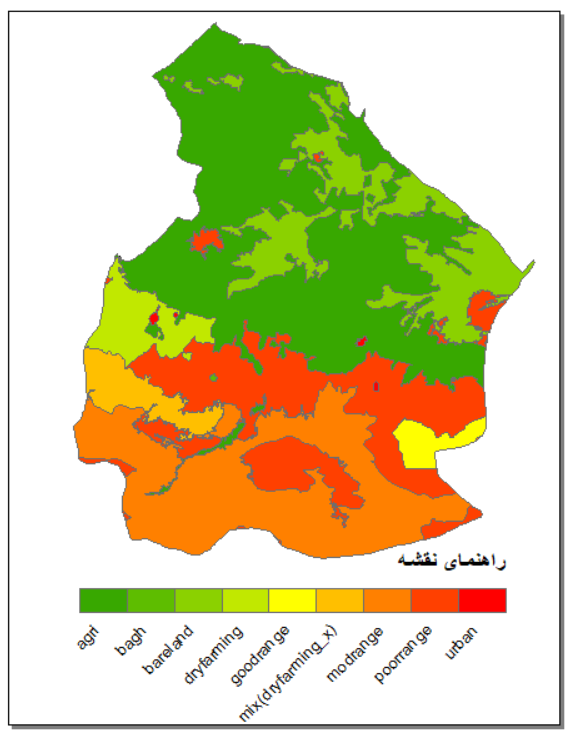 راهنمای نقشه
agri
bagh
bareland
dryfarming
goodrange
mix(dryfarming_x)
modrange
poorrange
urban